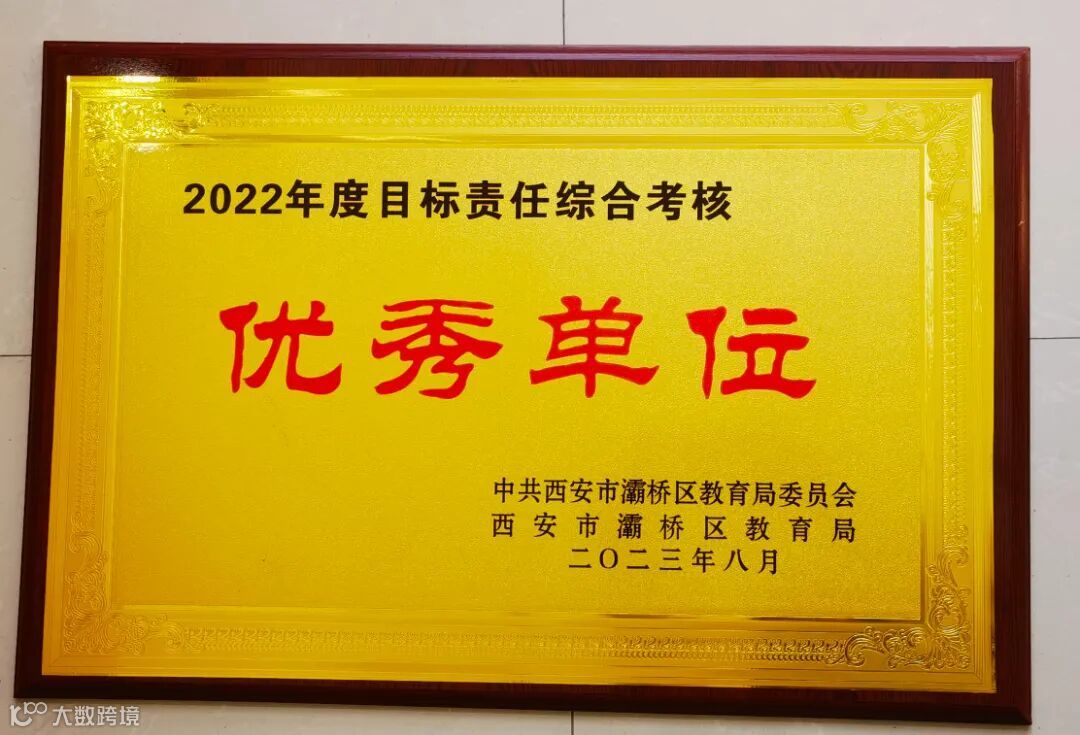 2022年度目标责任综合考核
优秀单位
中共西安市灞桥区教育局委员会
西安市灞桥区教育局
二〇二三年八月
大数跨境